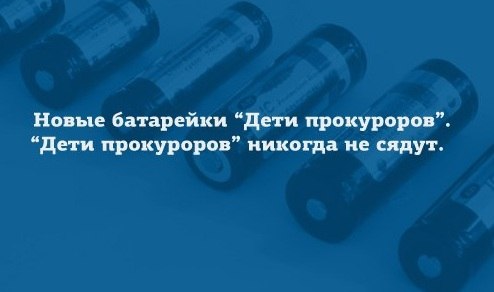 Новые батарейки “Дети прокуроров”.
“Дети прокуроров” никогда не сядут.